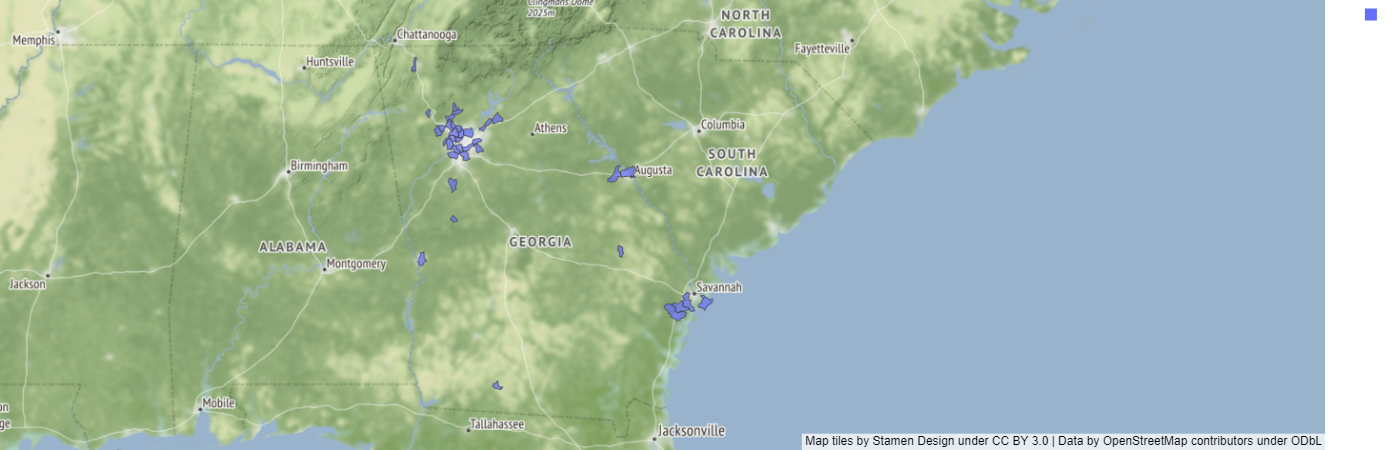 Clingmans Dome
2025m
NORTH
CAROLINA
Memphis
Chattanooga
Fayetteville
Huntsville
Columbia
Athens
SOUTH
CAROLINA
Birmingham
Augusta
ALABAMA
GEORGIA
Montgomery
Jackson
Savannah
Mobile
Tallahassee
Jacksonville
on
ge
Map tiles by Stamen Design under CC BY 3.0 | Data by OpenStreetMap contributors under ODbL